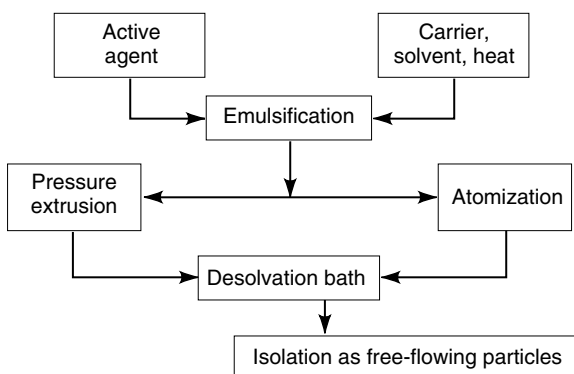 Active
agent
Carrier,
solvent, heat
Emulsification
Pressure
extrusion
Atomization
Desolvation bath
Isolation as free-flowing particles